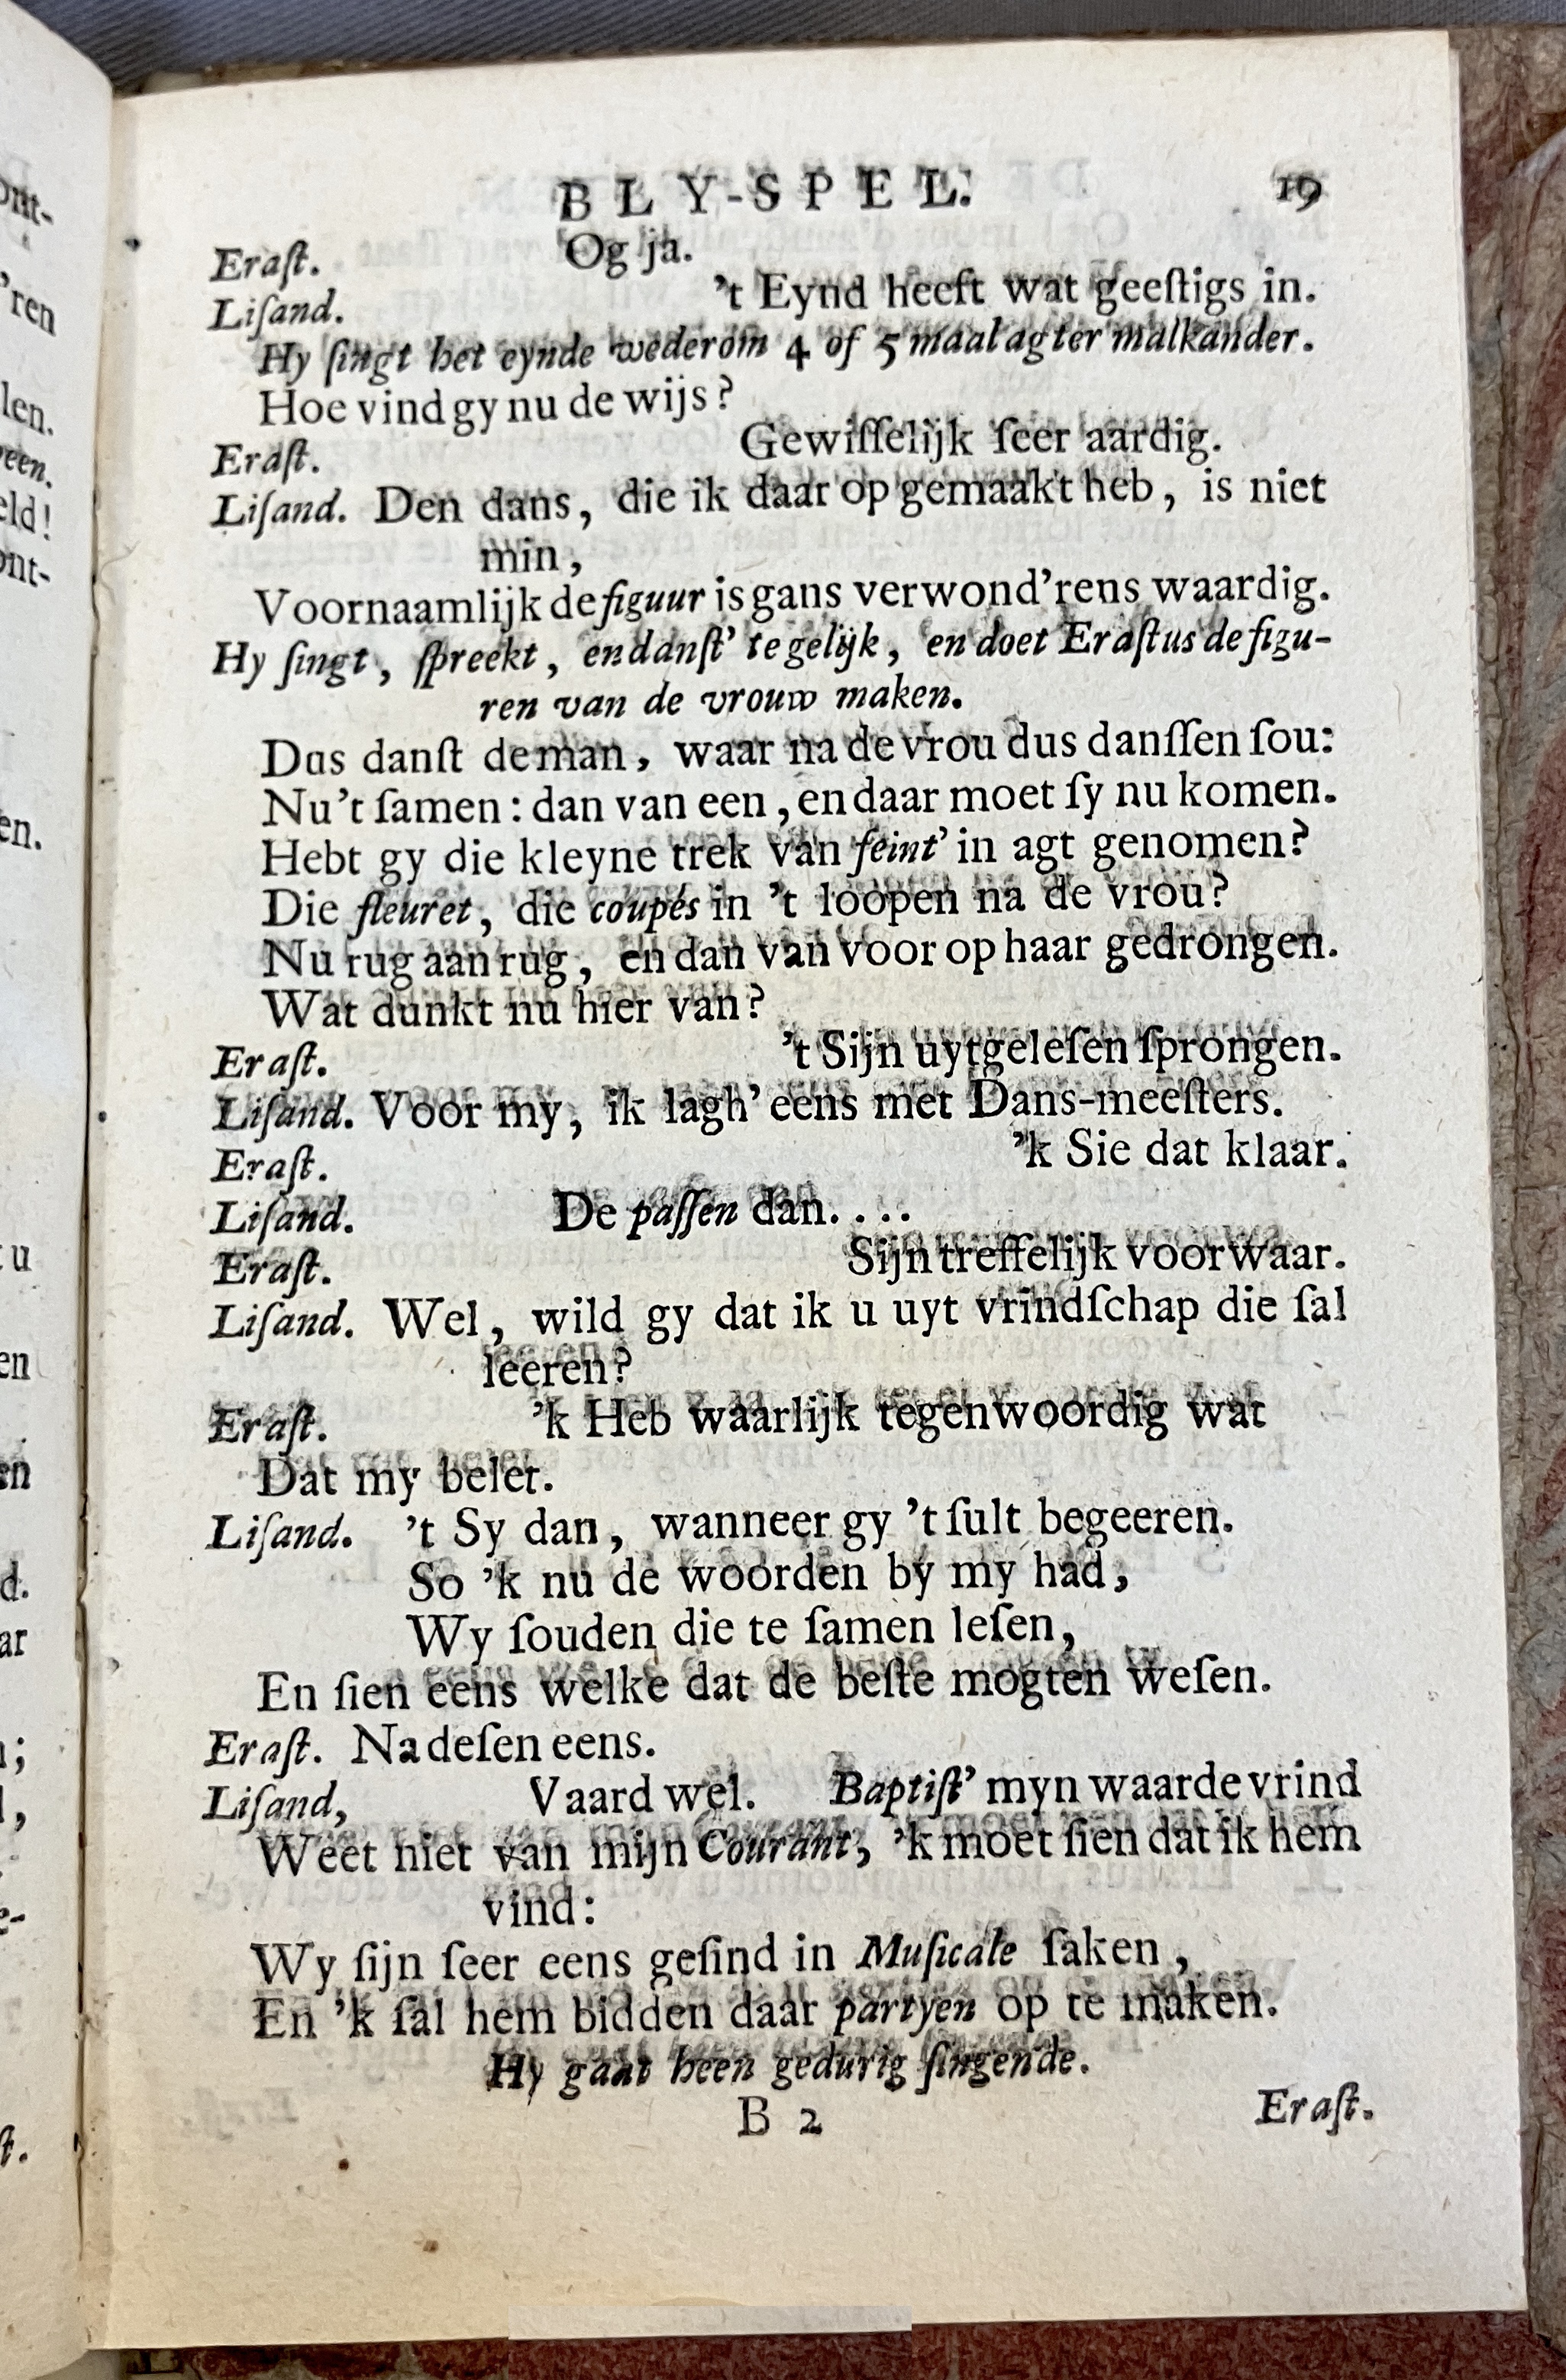 BLY-SPEL. 19
Eraſt. Og ja.
Liſand. 't Eynd heeft wat geeſtigs in.
Hy ſingt het eynde wederom 4 of 5 maal agter malkander.
Hoe vind gy nu de wijs?
Eraſt. Gewiſſelijk ſeer aardig.
Liſand. Den dans, die ik daar op gemaakt heb, is niet
min,
Voornaamlijk de figuur is gans verwond'rens waardig.
Hy ſingt, ſpreekt, en danſt' te gelijk, en doet Eraſtus de figu-
ren van de vrouw maken.
Dus danſt de man, waar na de vrou dus danſſen ſou:
Nu 't ſamen: dan van een, en daar moet ſy nu komen.
Hebt gy die kleyne trek van feint' in agt genomen?
Die fleuret, die coupés in 't loopen na de vrou?
Nu rug aan rug, en dan van voor op haar gedrongen.
Wat dunkt nu hier van?
Eraſt. 't Sijn uytgeleſen ſprongen.
Liſand. Voor my, ik lagh' eens met Dans-meeſters.
Eraſt. 'k Sie dat klaar.
Liſand. De paſſen dan. . . .
Eraſt. Sijn treffelijk voorwaar.
Liſand. Wel, wild gy dat ik u uyt vrindſchap die ſal
leeren?
Eraſt. 'k Heb waarlijk tegenwoordig wat
Dat my belet.
Liſand. 't Sy dan, wanneer gy 't ſult begeeren.
So 'k nu de woorden by my had,
Wy ſouden die te ſamen leſen,
En ſien eens welke dat de beſte mogten weſen.
Eraſt. Na deſen eens.
Liſand, Vaard wel. Baptiſt' myn waarde vrind
Weet niet van mijn Courant, 'k moet ſien dat ik hem
vind:
Wy ſijn ſeer eens geſind in Muſicale ſaken,
En 'k ſal hem bidden daar partyen op te maken.
Hy gaat heen gedurig ſingende.
B 2 Eraſt.